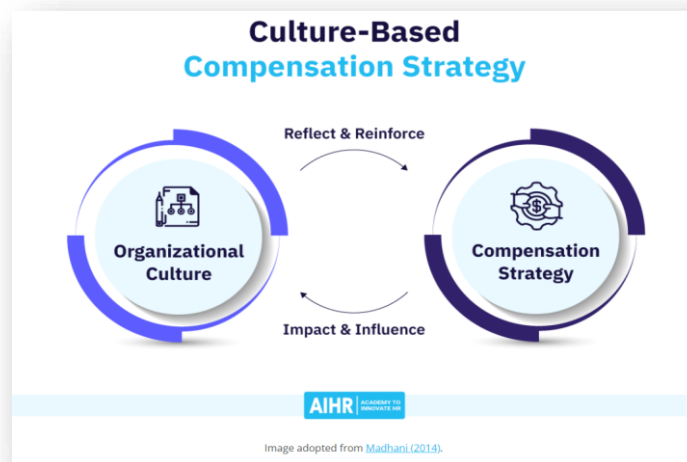 Culture-Based
Compensation Strategy
Reflect & Reinforce
Organizational
Culture
Compensation
Strategy
Impact & Influence
AIHR | ACADEMY TO
INNOVATE HR
Image adopted from Madhani (2014).